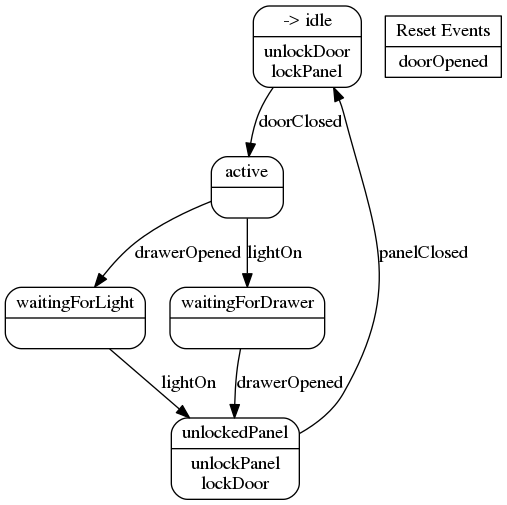 -> idle
unlockDoor
lockPanel
Reset Events
doorOpened
doorClosed
active
drawerOpened
lightOn
panelClosed
waitingForLight
waitingForDrawer
lightOn
drawerOpened
unlockedPanel
unlockPanel
lockDoor